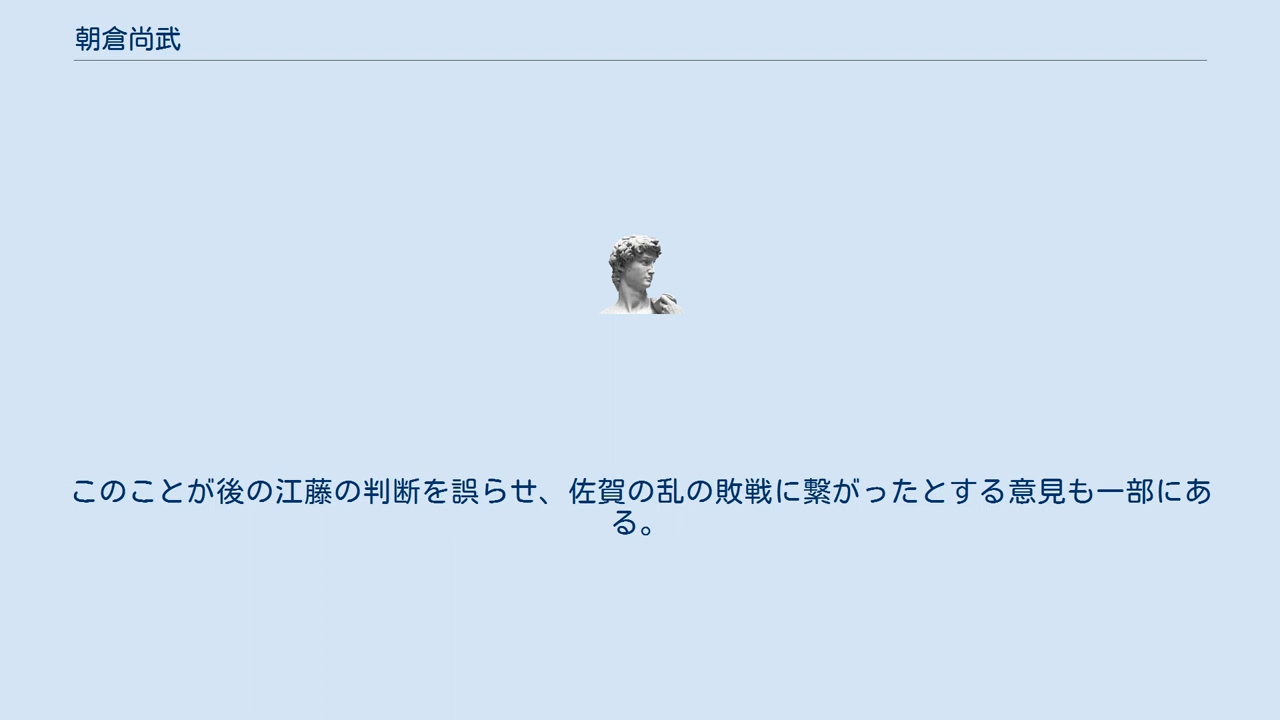 朝倉尚武
このことが後の江藤の判断を誤らせ、佐賀の乱の敗戦に繋がったとする意見も一部にあ
る。